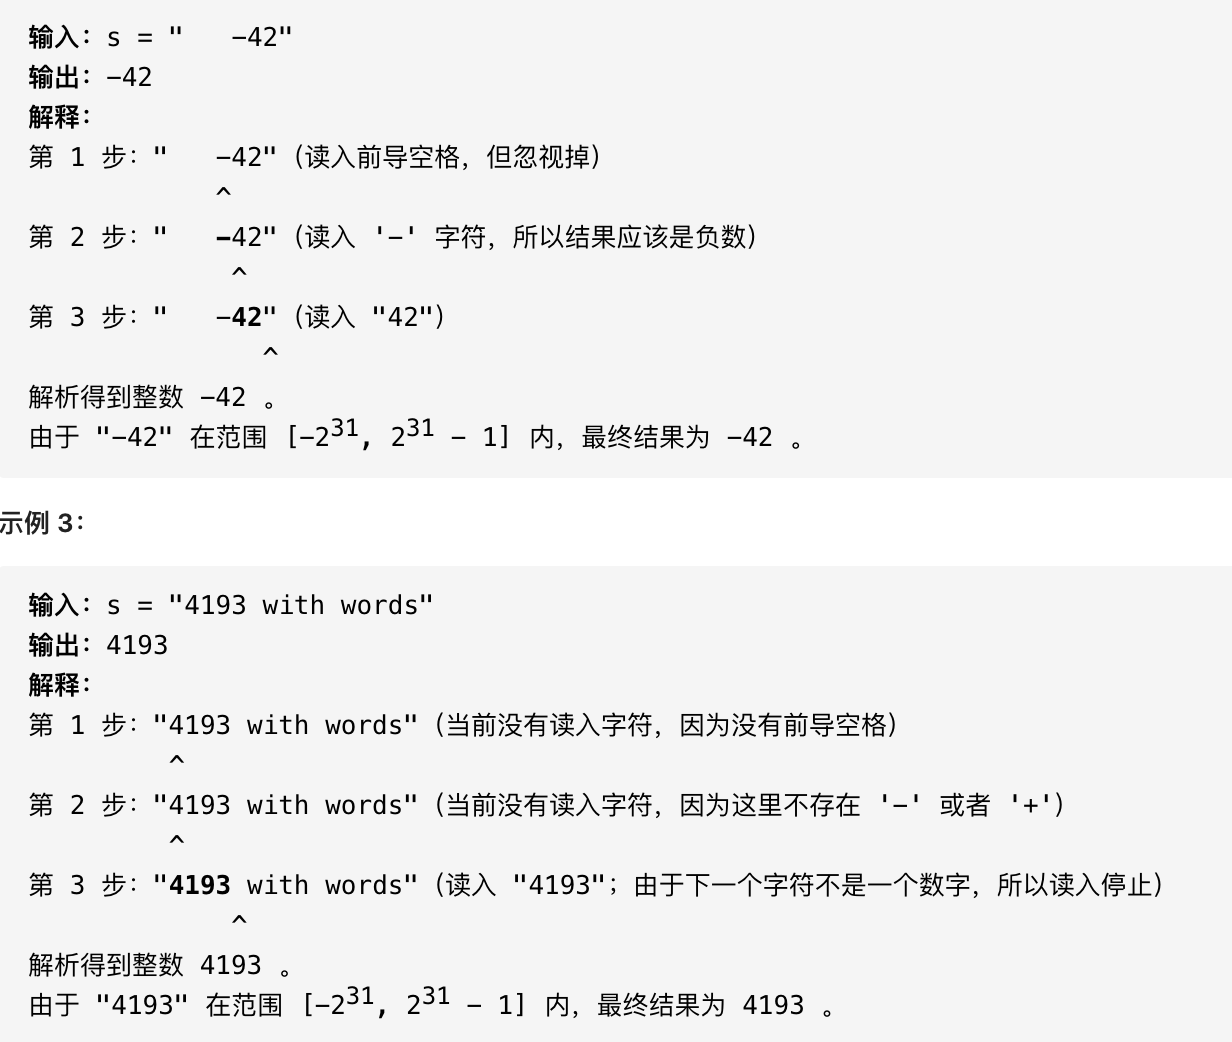 输入：s = "   -42"
输出：-42
解释：
第 1 步："   -42"（读入前导空格，但忽视掉）
            ^
第 2 步："   -42"（读入 '-' 字符，所以结果应该是负数）
             ^
第 3 步："   -42"（读入 "42"）
               ^
解析得到整数 -42 。
由于 "-42" 在范围 [-2³¹, 2³¹ - 1] 内，最终结果为 -42 。
示例 3：
输入：s = "4193 with words"
输出：4193
解释：
第 1 步："4193 with words"（当前没有读入字符，因为没有前导空格）
         ^
第 2 步："4193 with words"（当前没有读入字符，因为这里不存在 '-' 或者 '+'）
         ^
第 3 步："4193 with words"（读入 "4193"；由于下一个字符不是一个数字，所以读入停止）
             ^
解析得到整数 4193 。
由于 "4193" 在范围 [-2³¹, 2³¹ - 1] 内，最终结果为 4193 。